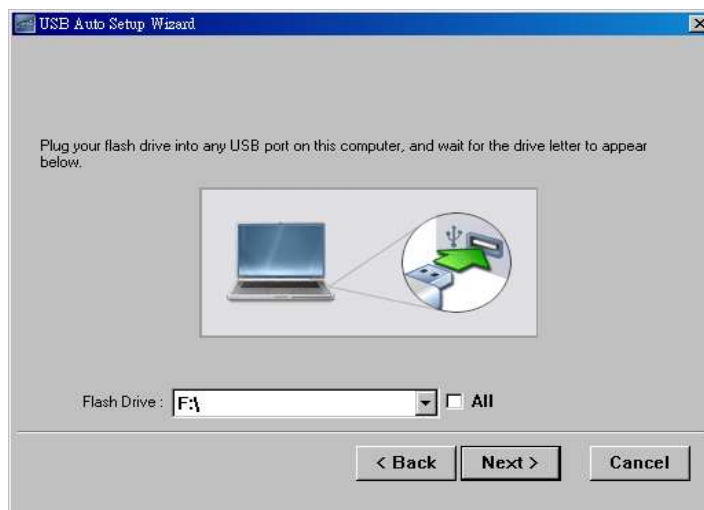 USB Auto Setup Wizard
Plug your flash drive into any USB port on this computer, and wait for the drive letter to appear
below.
Flash Drive : F:\ All
< Back Next > Cancel